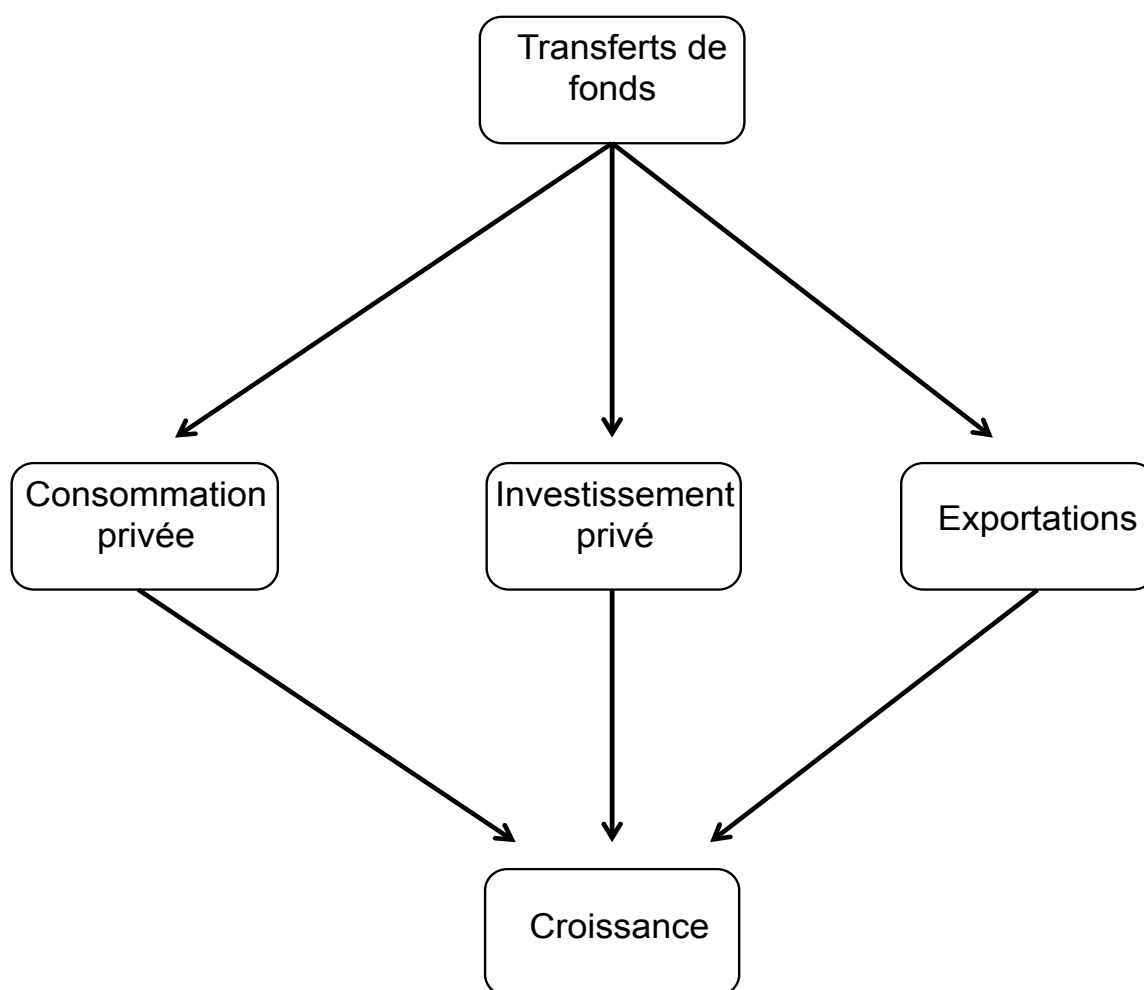 Transferts de
fonds
Consommation
privée
Investissement
privé
Exportations
Croissance